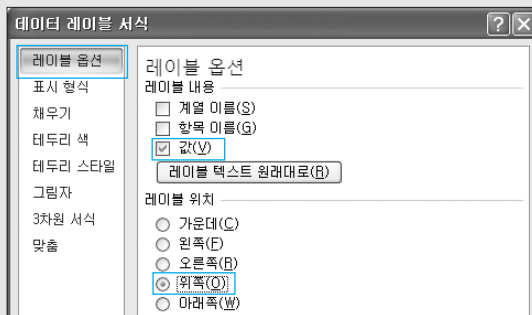 데이터 레이블 서식
레이블 옵션
표시 형식
채우기
테두리 색
테두리 스타일
그림자
3차원 서식
맞춤
레이블 옵션
레이블 내용
계열 이름(S)
항목 이름(G)
값(V)
레이블 텍스트 원래대로(R)
레이블 위치
가운데(C)
왼쪽(F)
오른쪽(R)
위쪽(O)
아래쪽(W)